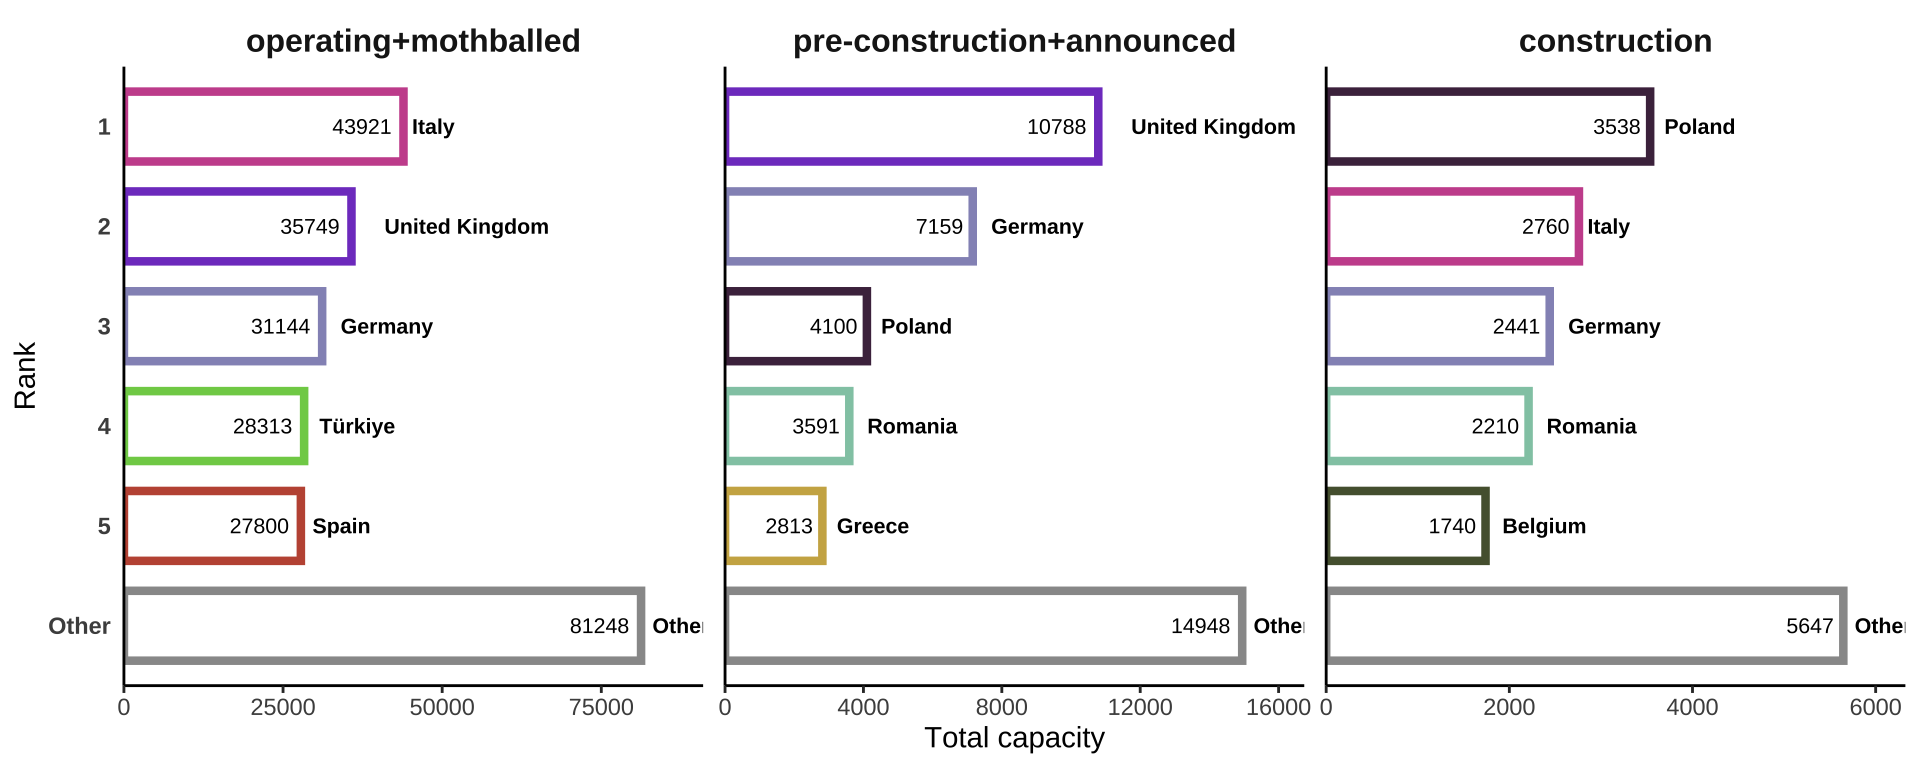 operating+mothballed
pre-construction+announced
construction
Rank
1
43921 Italy
10788 United Kingdom
3538 Poland
2
35749 United Kingdom
7159 Germany
2760 Italy
3
31144 Germany
4100 Poland
2441 Germany
4
28313 Türkiye
3591 Romania
2210 Romania
5
27800 Spain
2813 Greece
1740 Belgium
Other
81248 Other
14948 Other
5647 Other
0 25000 50000 75000
0 4000 8000 12000 16000
0 2000 4000 6000
Total capacity